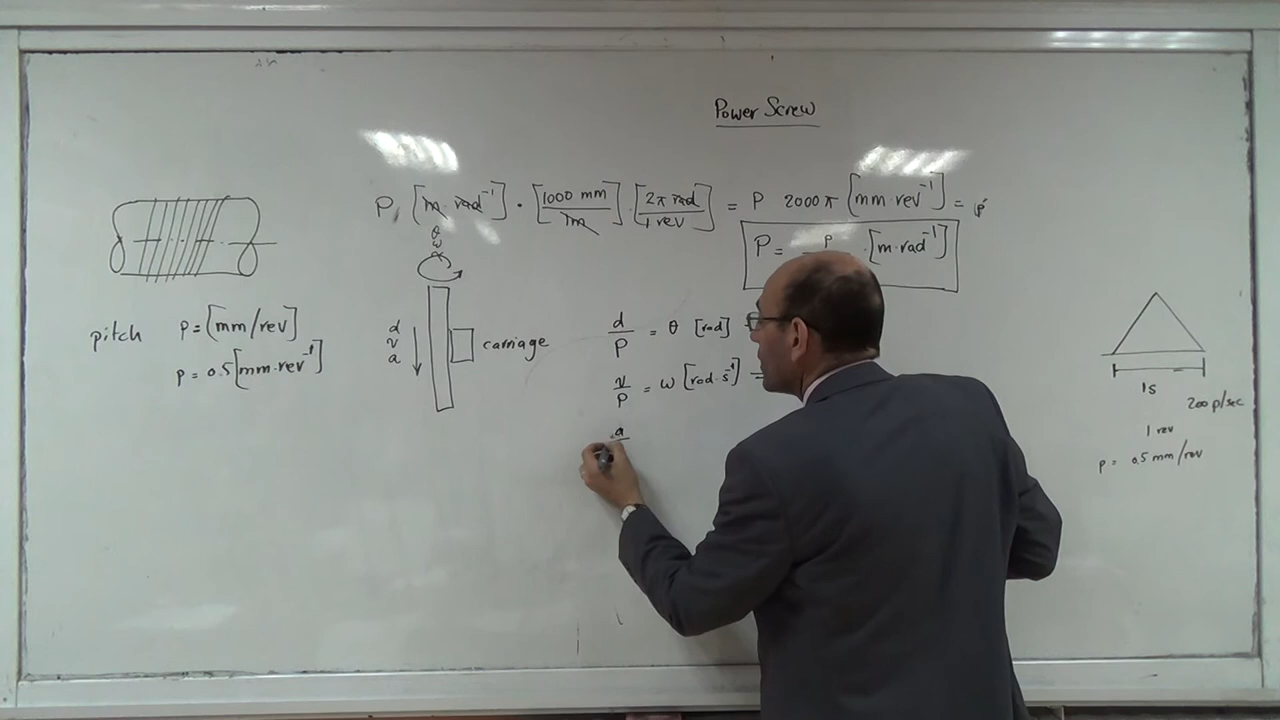 Power Screw
P [m · rad⁻¹] · [1000 mm / 1m] [2π rad / 1 rev] = P 2000π [mm · rev⁻¹] = p
P = p · [m · rad⁻¹]
θ
ω
pitch p = [mm/rev]
p = 0.5 [mm · rev⁻¹]
d
v
a
carriage
d/P = θ [rad]
v/P = ω [rad · s⁻¹]
a
1s
200 p/sec
1 rev
p = 0.5 mm/rev